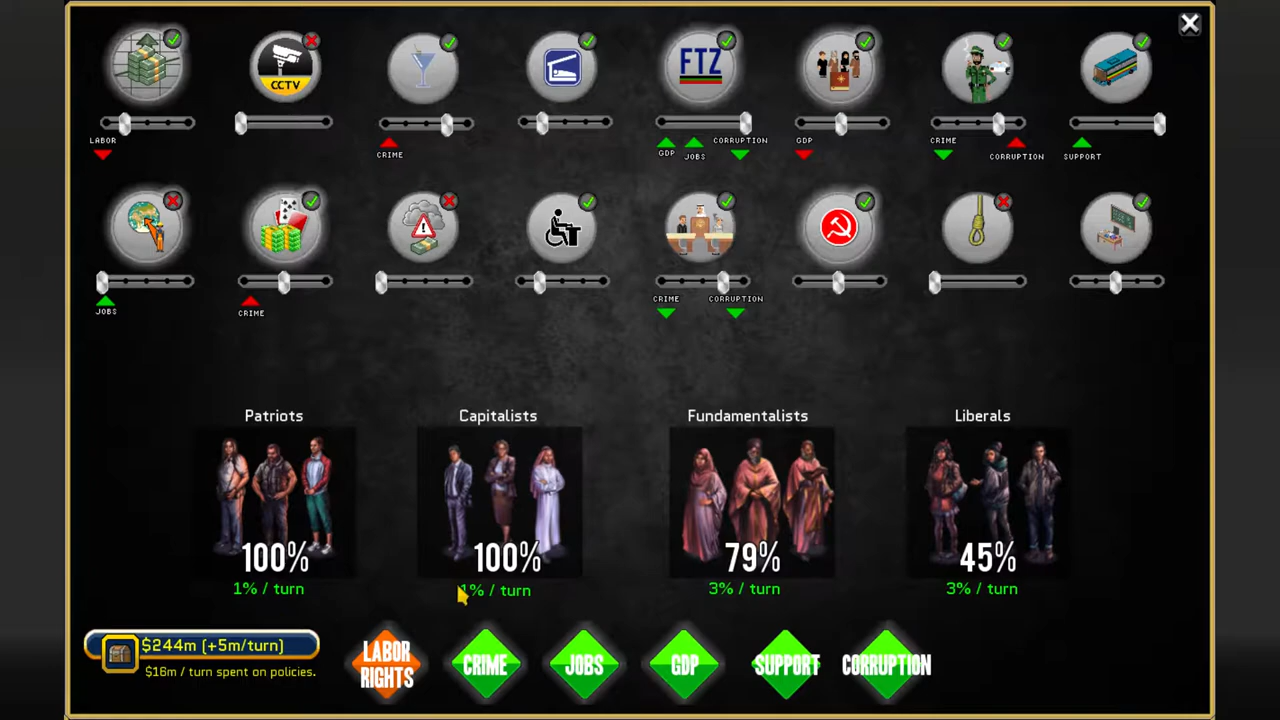 CCTV
FTZ
LABOR
CRIME
GDP
JOBS
CORRUPTION
GDP
CRIME
CORRUPTION
SUPPORT
JOBS
CRIME
CRIME
CORRUPTION
Patriots
Capitalists
Fundamentalists
Liberals
100%
100%
79%
45%
1% / turn
1% / turn
3% / turn
3% / turn
$244m (+5m/turn)
$16m / turn spent on policies.
LABOR
RIGHTS
CRIME
JOBS
GDP
SUPPORT
CORRUPTION